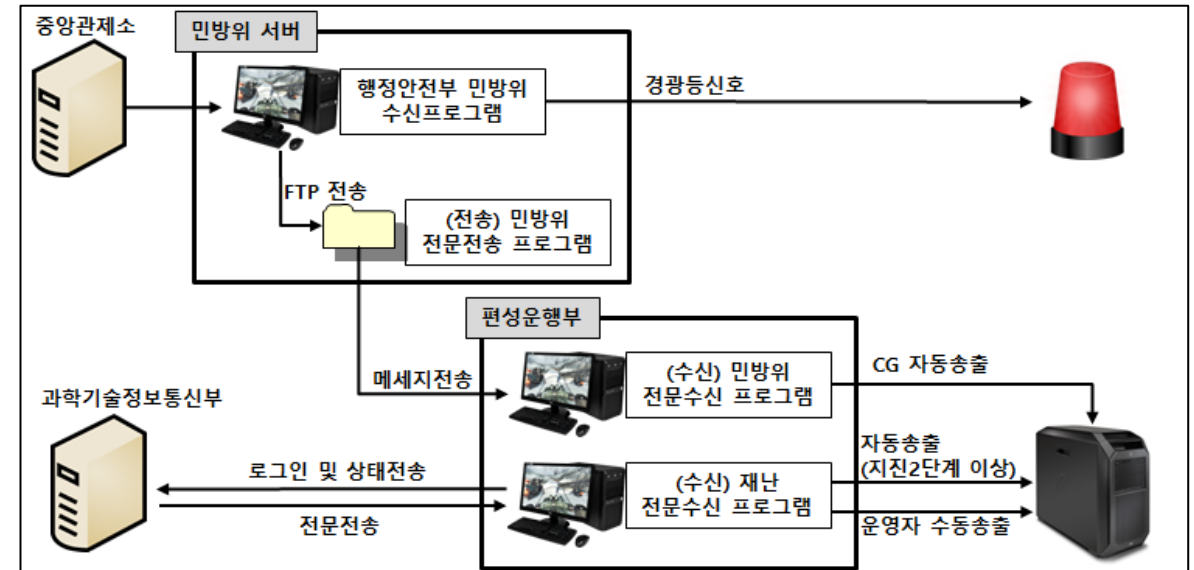 중앙관제소
민방위 서버
행정안전부 민방위
수신프로그램
경광등신호
FTP 전송
(전송) 민방위
전문전송 프로그램
편성운행부
메세지전송
(수신) 민방위
전문수신 프로그램
CG 자동송출
과학기술정보통신부
로그인 및 상태전송
전문전송
(수신) 재난
전문수신 프로그램
자동송출
(지진2단계 이상)
운영자 수동송출